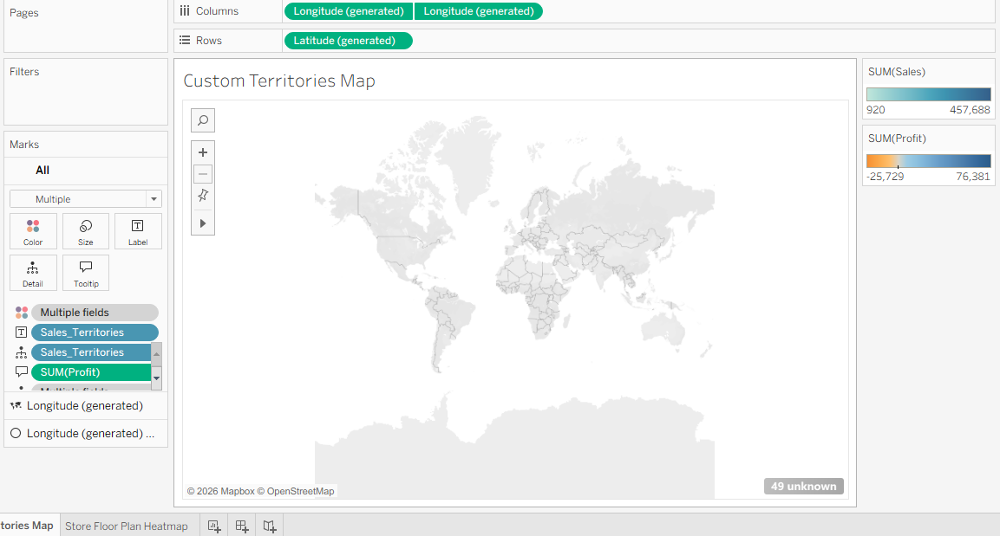 Pages
Columns
Longitude (generated)
Longitude (generated)
Rows
Latitude (generated)
Filters
Marks
All
Multiple
Color
Size
Label
Detail
Tooltip
Multiple fields
Sales_Territories
Sales_Territories
SUM(Profit)
Longitude (generated)
Longitude (generated) ...
Custom Territories Map
© 2026 Mapbox © OpenStreetMap
49 unknown
SUM(Sales)
920 457,688
SUM(Profit)
-25,729 76,381
tories Map
Store Floor Plan Heatmap